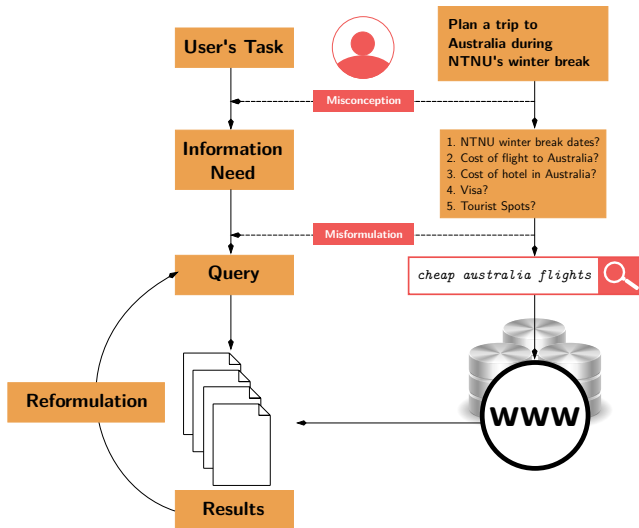 User's Task
Plan a trip to
Australia during
NTNU's winter break
Misconception
Information
Need
1. NTNU winter break dates?
2. Cost of flight to Australia?
3. Cost of hotel in Australia?
4. Visa?
5. Tourist Spots?
Misformulation
Query
cheap australia flights
Reformulation
WWW
Results